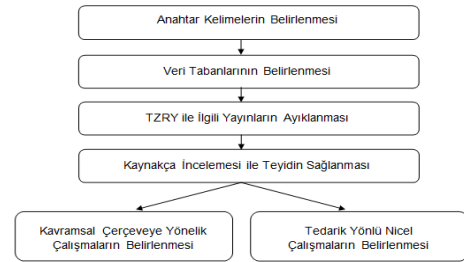 Anahtar Kelimelerin Belirlenmesi
Veri Tabanlarının Belirlenmesi
TZRY ile İlgili Yayınların Ayıklanması
Kaynakça İncelemesi ile Teyidin Sağlanması
Kavramsal Çerçeveye Yönelik
Çalışmaların Belirlenmesi
Tedarik Yönlü Nicel
Çalışmaların Belirlenmesi